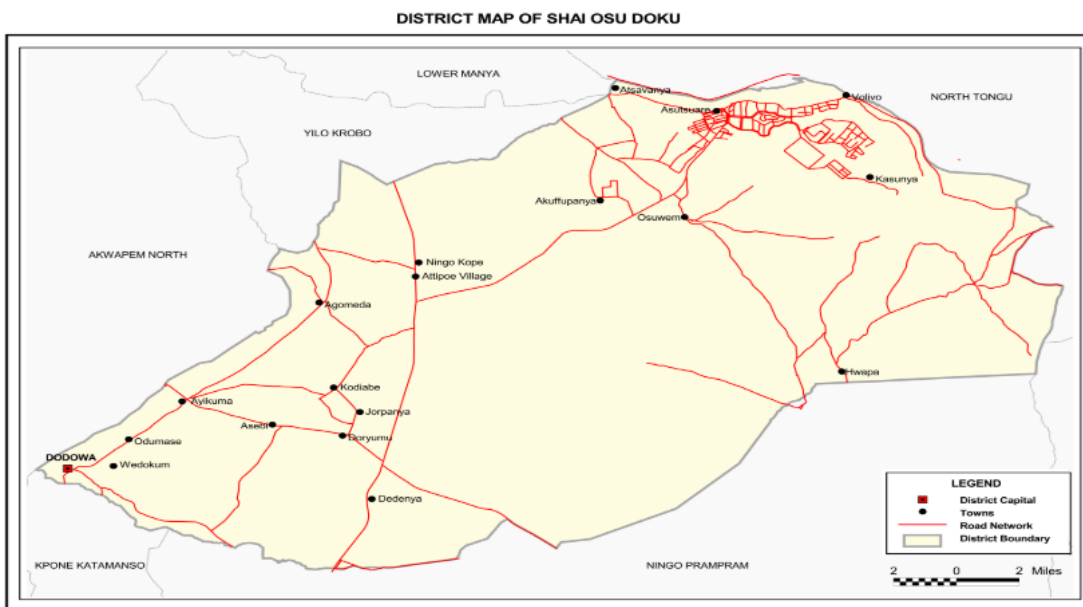 DISTRICT MAP OF SHAI OSU DOKU
LOWER MANYA
Atsavanya
Volivo
NORTH TONGU
Asutsuare
YILO KROBO
Kasunya
Akuffupanya
Osuwem
AKWAPEM NORTH
Ningo Kope
Attipoe Village
Agomeda
Hwapa
Kodiabe
Ayikuma
Jorpanya
Asebi
Doryumu
Odumase
DODOWA
Wedokum
Dedenya
LEGEND
District Capital
Towns
Road Network
District Boundary
KPONE KATAMANSO
NINGO PRAMPRAM
2 0 2 Miles